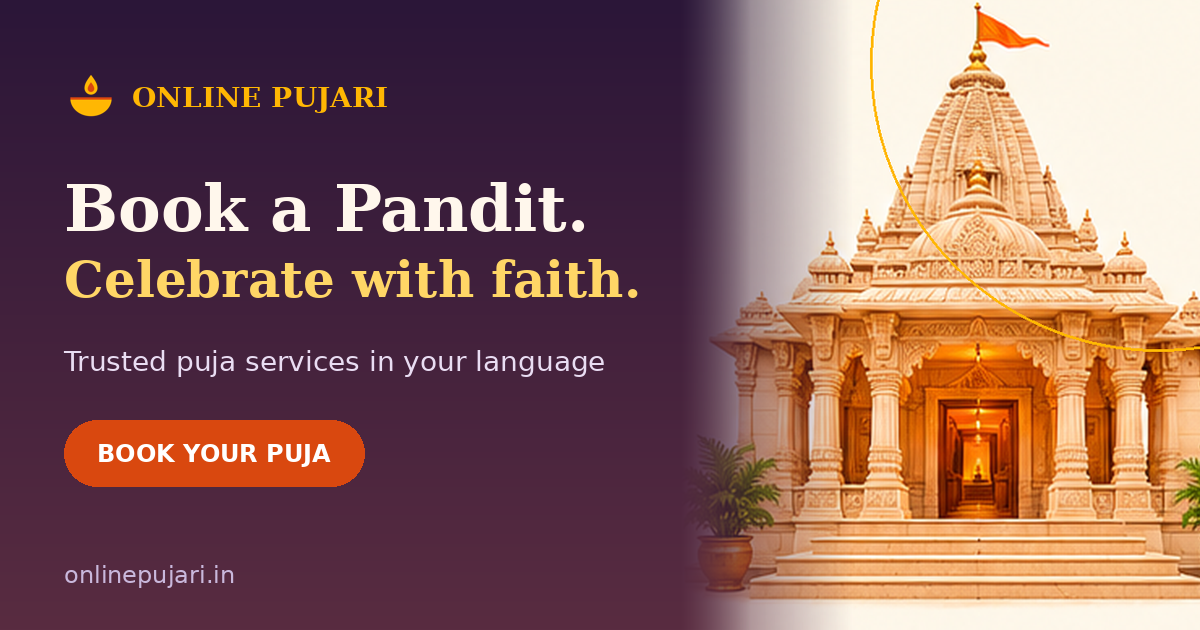 ONLINE PUJARI
Book a Pandit.
Celebrate with faith.
Trusted puja services in your language
BOOK YOUR PUJA
onlinepujari.in